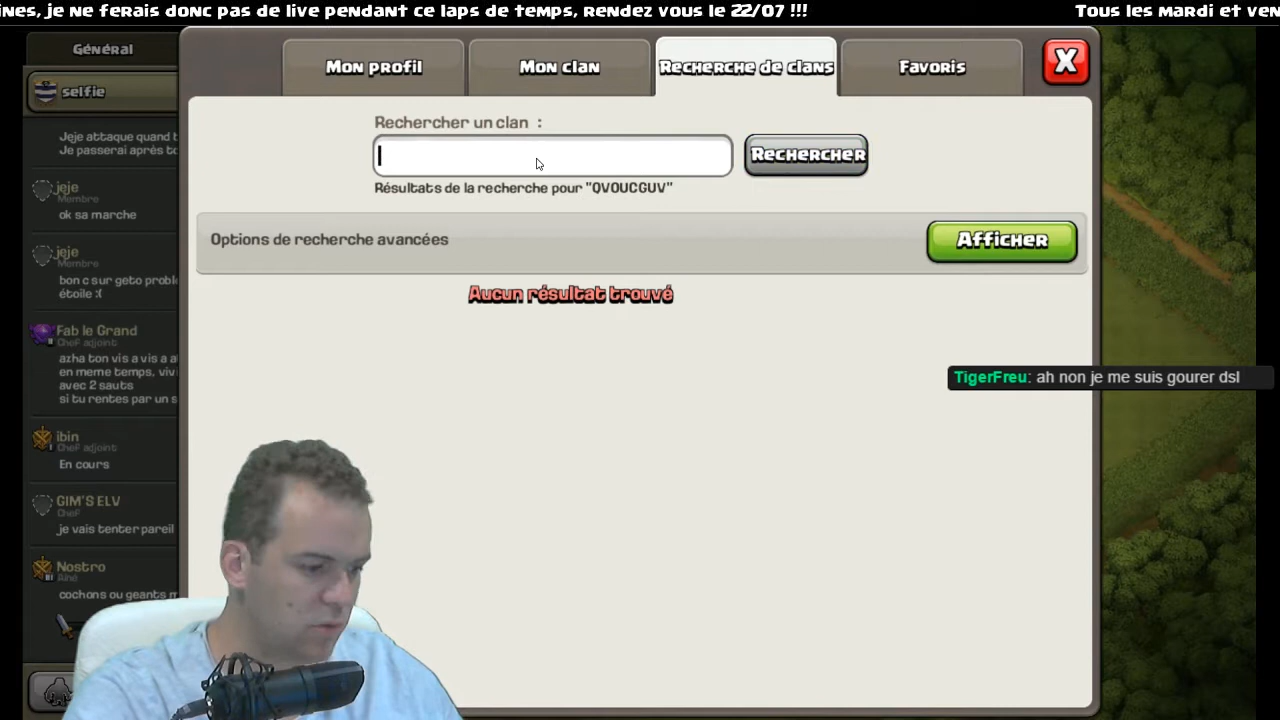 ines, je ne ferais donc pas de live pendant ce laps de temps, rendez vous le 22/07 !!!
Tous les mardi et ven
Général
Mon profil
Mon clan
Recherche de clans
Favoris
X
selfie
Rechercher un clan :
Rechercher
Résultats de la recherche pour "QVOUCGUV"
Options de recherche avancées
Afficher
Aucun résultat trouvé
Jeje attaque quand t
Je passerai après to
jeje
Membre
ok sa marche
jeje
Membre
bon c sur geto probl
étoile :(
Fab le Grand
Chef adjoint
azha ton vis a vis a a
en meme temps, vivi
avec 2 sauts
si tu rentes par un s
ibin
Chef adjoint
En cours
GIM'S ELV
Chef
je vais tenter pareil
Nostro
Aîné
cochons ou geants m
TigerFreu: ah non je me suis gourer dsl